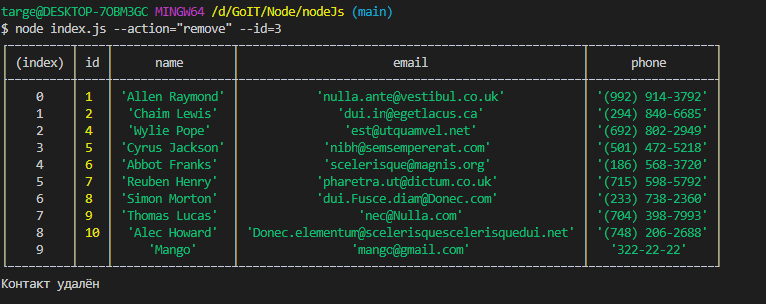 targe@DESKTOP-7OBM3GC MINGW64 /d/GoIT/Node/nodeJs (main)
$ node index.js --action="remove" --id=3
(index) id name email phone
0 1 'Allen Raymond' 'nulla.ante@vestibul.co.uk' '(992) 914-3792'
1 2 'Chaim Lewis' 'dui.in@egetlacus.ca' '(294) 840-6685'
2 4 'Wylie Pope' 'est@utquamvel.net' '(692) 802-2949'
3 5 'Cyrus Jackson' 'nibh@semsempererat.com' '(501) 472-5218'
4 6 'Abbot Franks' 'scelerisque@magnis.org' '(186) 568-3720'
5 7 'Reuben Henry' 'pharetra.ut@dictum.co.uk' '(715) 598-5792'
6 8 'Simon Morton' 'dui.Fusce.diam@Donec.com' '(233) 738-2360'
7 9 'Thomas Lucas' 'nec@Nulla.com' '(704) 398-7993'
8 10 'Alec Howard' 'Donec.elementum@scelerisquescelerisquedui.net' '(748) 206-2688'
9 'Mango' 'mango@gmail.com' '322-22-22'
Контакт удалён